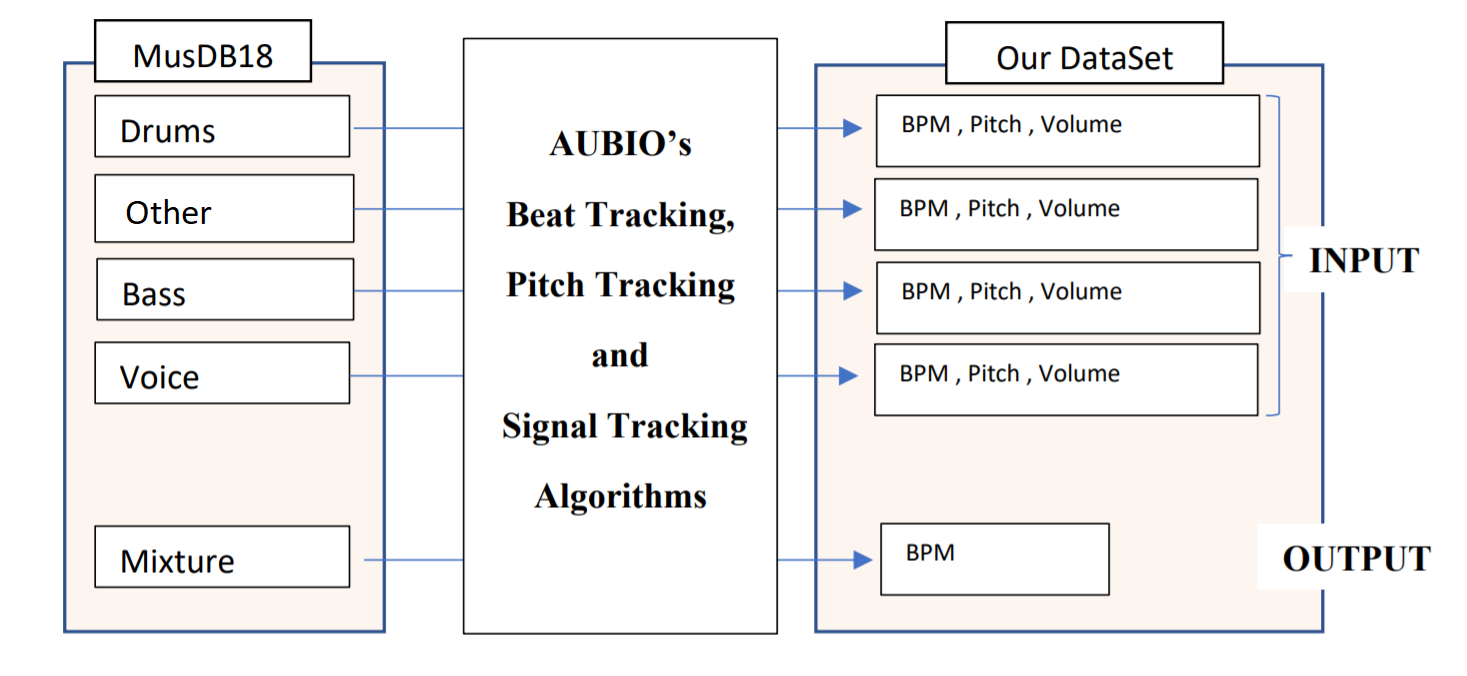 MusDB18
Drums
Other
Bass
Voice
Mixture
AUBIO’s
Beat Tracking,
Pitch Tracking
and
Signal Tracking
Algorithms
Our DataSet
BPM , Pitch , Volume
BPM , Pitch , Volume
BPM , Pitch , Volume
BPM , Pitch , Volume
INPUT
BPM
OUTPUT